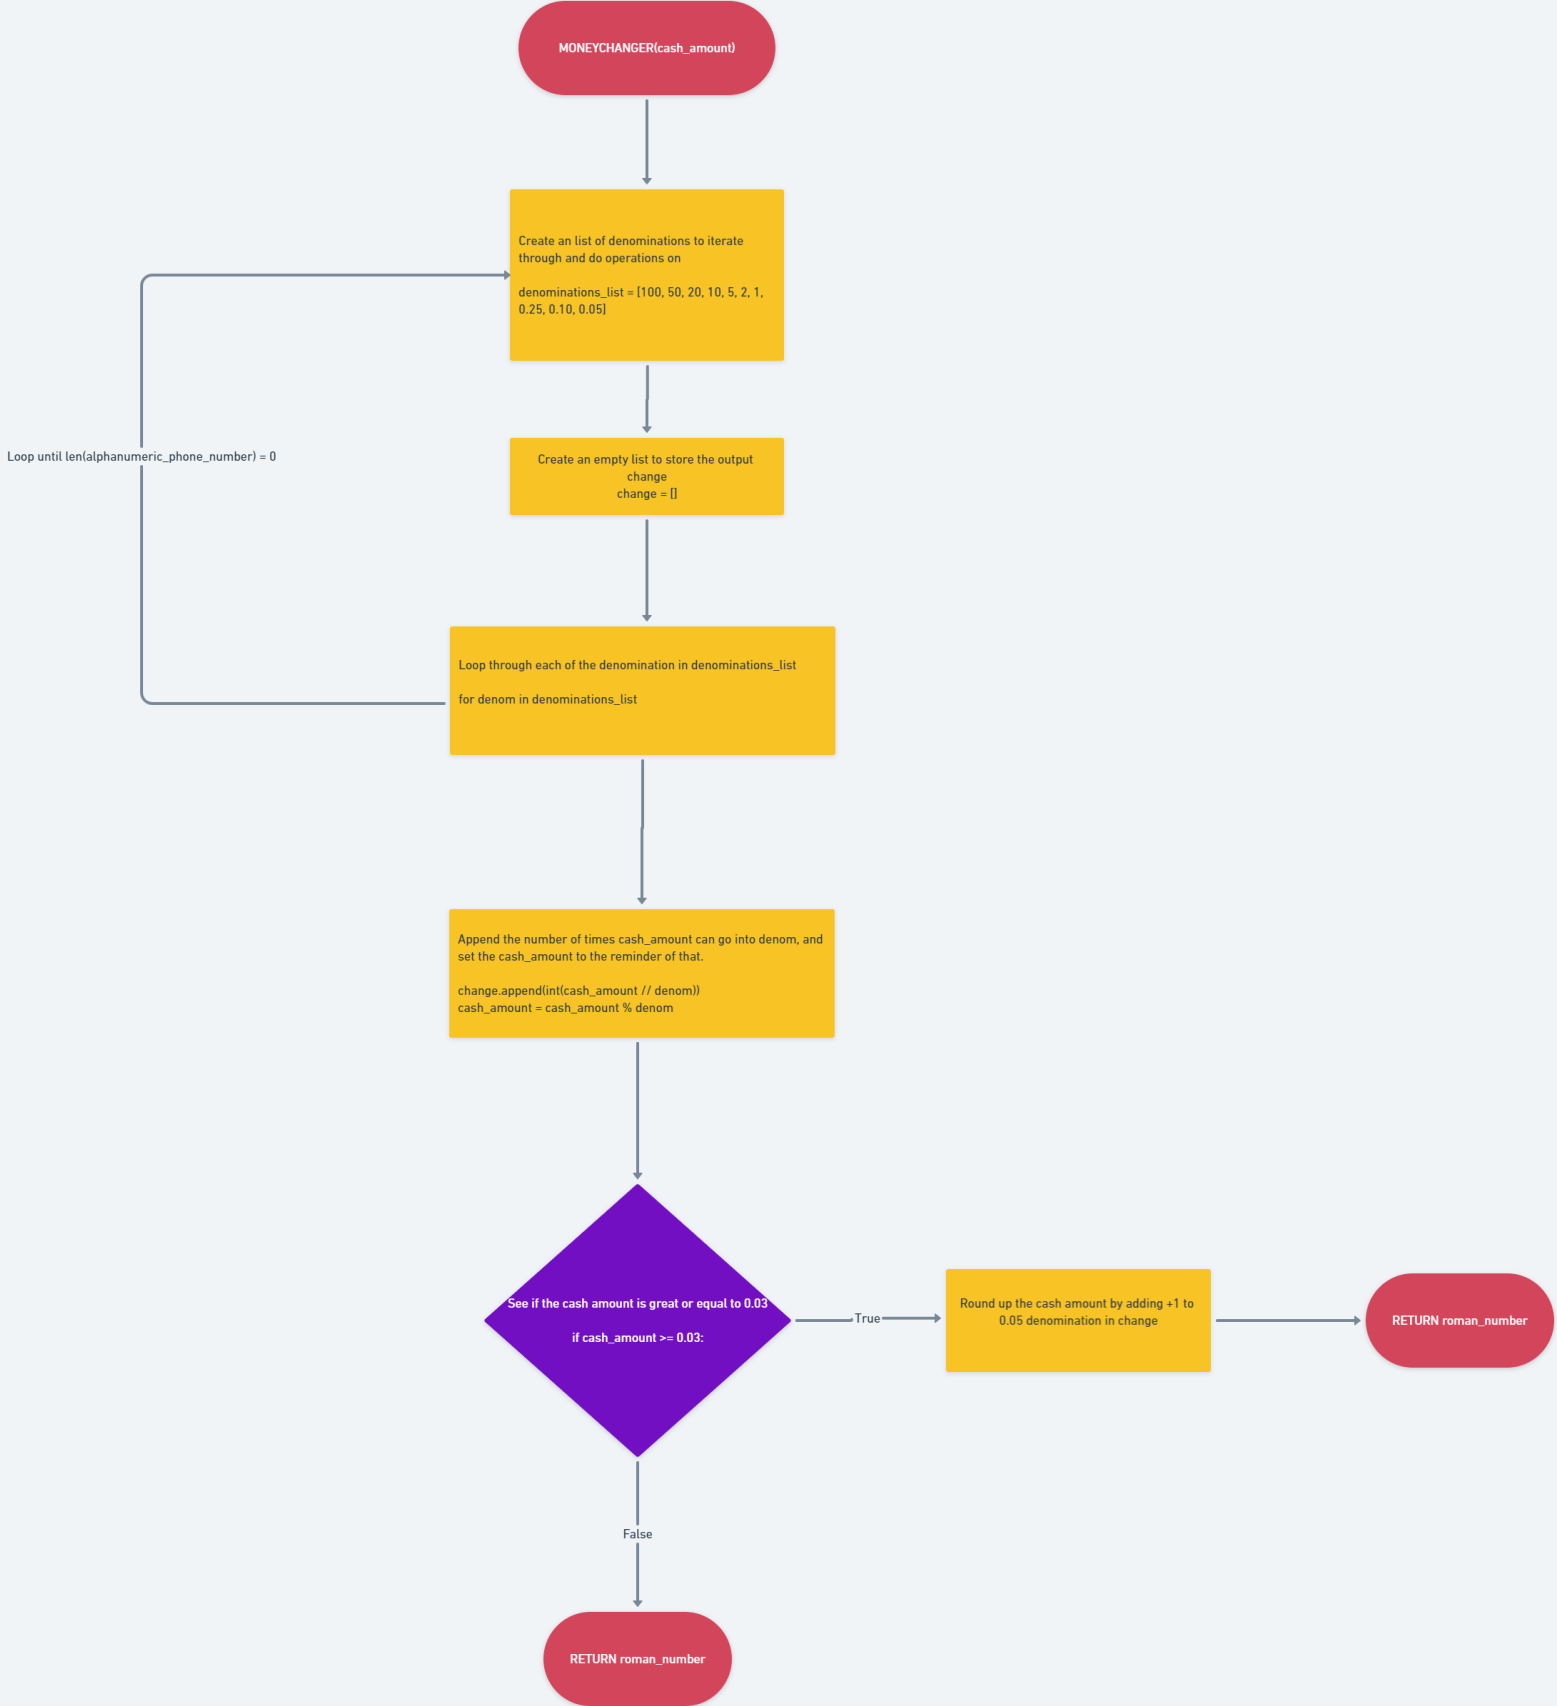 MONEYCHANGER(cash_amount)
Create an list of denominations to iterate
through and do operations on
denominations_list = [100, 50, 20, 10, 5, 2, 1,
0.25, 0.10, 0.05]
Loop until len(alphanumeric_phone_number) = 0
Create an empty list to store the output
change
change = []
Loop through each of the denomination in denominations_list
for denom in denominations_list
Append the number of times cash_amount can go into denom, and
set the cash_amount to the reminder of that.
change.append(int(cash_amount // denom))
cash_amount = cash_amount % denom
See if the cash amount is great or equal to 0.03
if cash_amount >= 0.03:
True
Round up the cash amount by adding +1 to
0.05 denomination in change
RETURN roman_number
False
RETURN roman_number